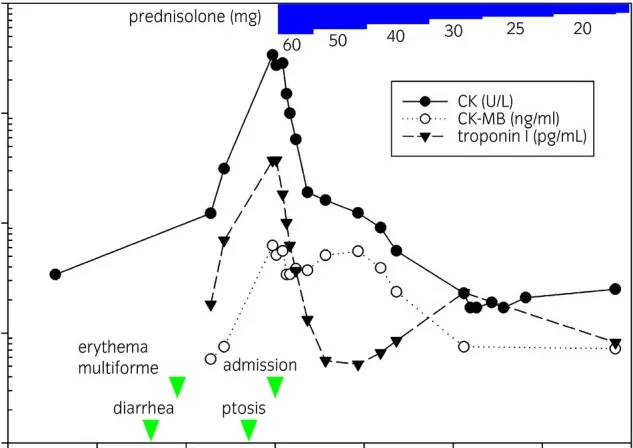 prednisolone (mg)
60
50
40
30
25
20
CK (U/L)
CK-MB (ng/ml)
troponin I (pg/mL)
erythema
multiforme
admission
diarrhea
ptosis